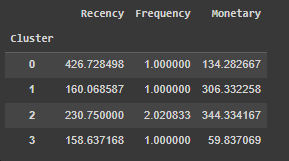 Recency Frequency Monetary
Cluster
0 426.728498 1.000000 134.282667
1 160.068587 1.000000 306.332258
2 230.750000 2.020833 344.334167
3 158.637168 1.000000 59.837069